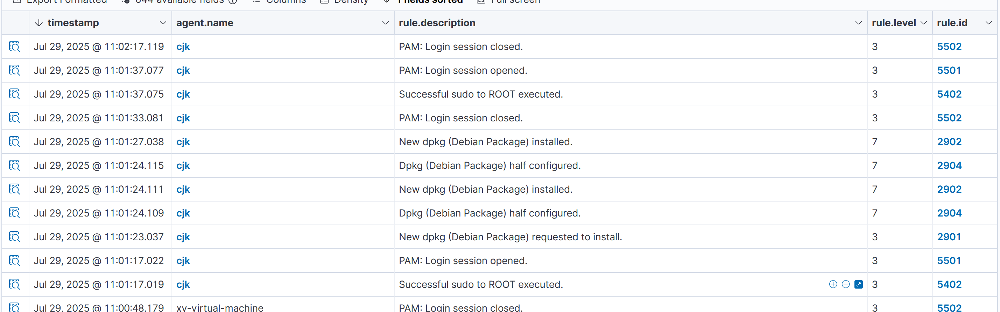 Export Formatted 644 available fields Columns Density 1 fields sorted Full screen
timestamp agent.name rule.description rule.level rule.id
Jul 29, 2025 @ 11:02:17.119 cjk PAM: Login session closed. 3 5502
Jul 29, 2025 @ 11:01:37.077 cjk PAM: Login session opened. 3 5501
Jul 29, 2025 @ 11:01:37.075 cjk Successful sudo to ROOT executed. 3 5402
Jul 29, 2025 @ 11:01:33.081 cjk PAM: Login session closed. 3 5502
Jul 29, 2025 @ 11:01:27.038 cjk New dpkg (Debian Package) installed. 7 2902
Jul 29, 2025 @ 11:01:24.115 cjk Dpkg (Debian Package) half configured. 7 2904
Jul 29, 2025 @ 11:01:24.111 cjk New dpkg (Debian Package) installed. 7 2902
Jul 29, 2025 @ 11:01:24.109 cjk Dpkg (Debian Package) half configured. 7 2904
Jul 29, 2025 @ 11:01:23.037 cjk New dpkg (Debian Package) requested to install. 3 2901
Jul 29, 2025 @ 11:01:17.022 cjk PAM: Login session opened. 3 5501
Jul 29, 2025 @ 11:01:17.019 cjk Successful sudo to ROOT executed. 3 5402
Jul 29, 2025 @ 11:00:48.179 xy-virtual-machine PAM: Login session closed. 3 5502